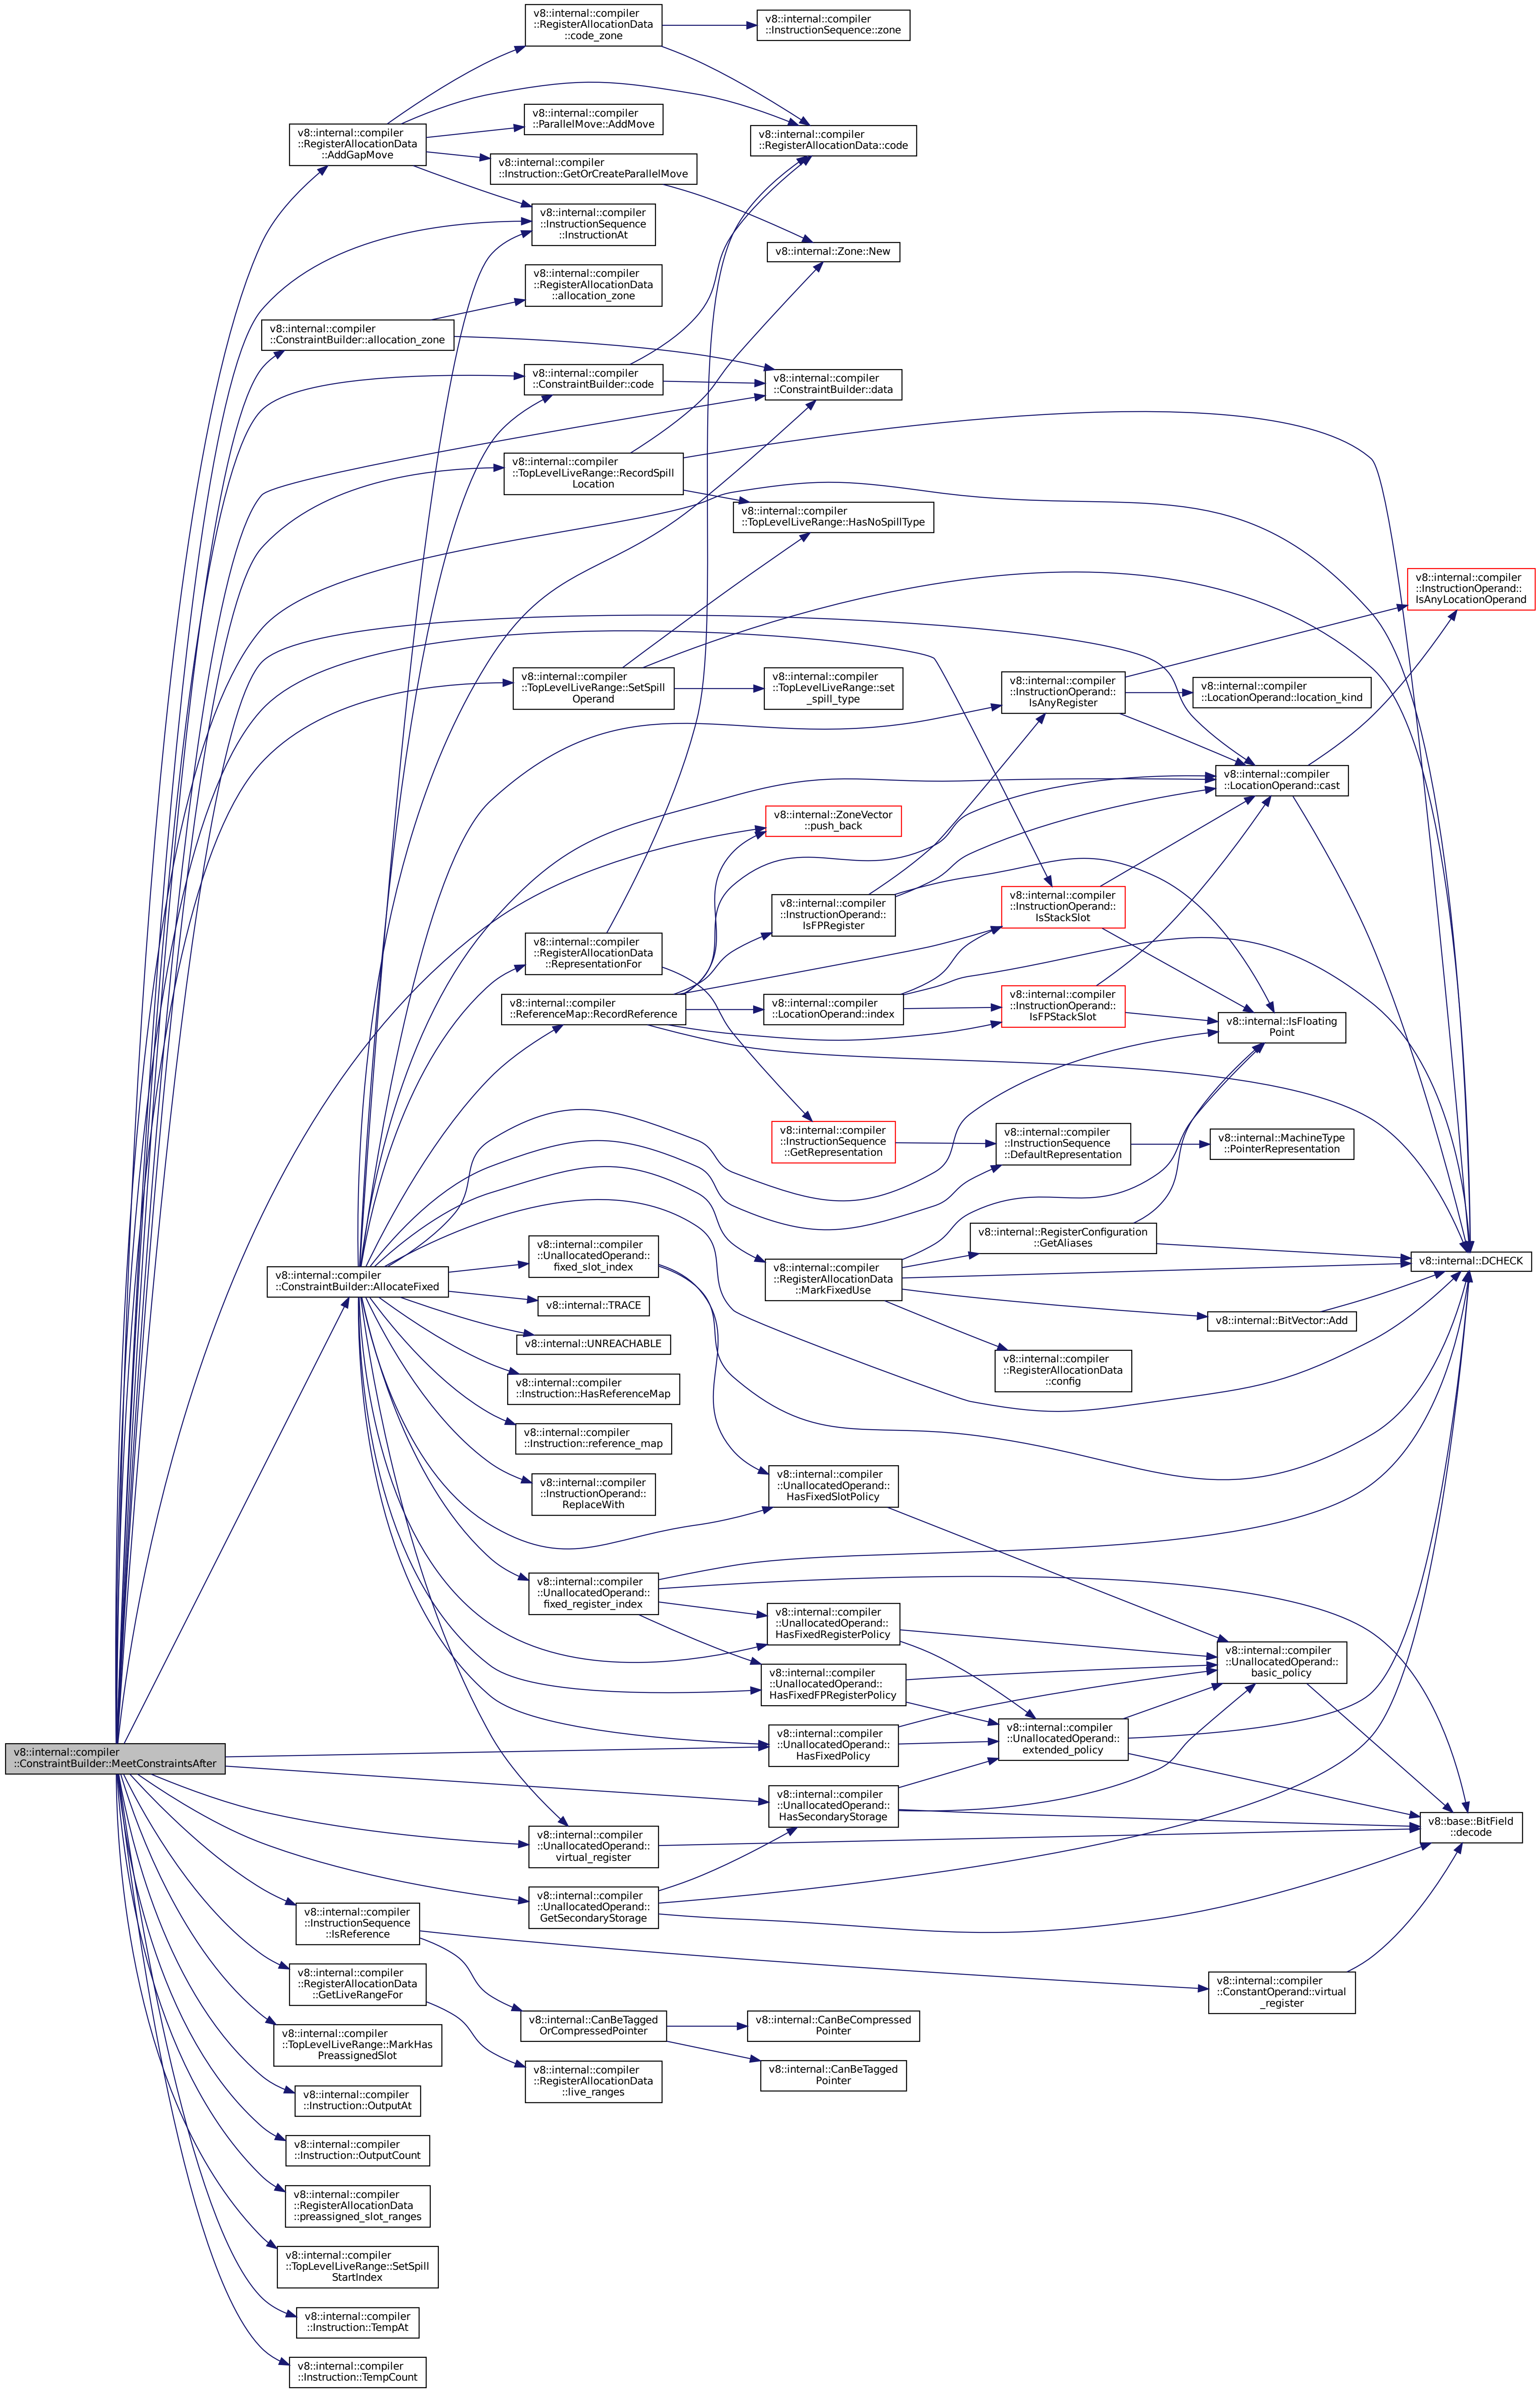 v8::internal::compiler
::RegisterAllocationData
::code_zone
v8::internal::compiler
::InstructionSequence::zone
v8::internal::compiler
::RegisterAllocationData
::AddGapMove
v8::internal::compiler
::ParallelMove::AddMove
v8::internal::compiler
::RegisterAllocationData::code
v8::internal::compiler
::Instruction::GetOrCreateParallelMove
v8::internal::compiler
::InstructionSequence
::InstructionAt
v8::internal::Zone::New
v8::internal::compiler
::RegisterAllocationData
::allocation_zone
v8::internal::compiler
::ConstraintBuilder::allocation_zone
v8::internal::compiler
::ConstraintBuilder::code
v8::internal::compiler
::ConstraintBuilder::data
v8::internal::compiler
::TopLevelLiveRange::RecordSpill
Location
v8::internal::compiler
::TopLevelLiveRange::HasNoSpillType
v8::internal::compiler
::InstructionOperand::
IsAnyLocationOperand
v8::internal::compiler
::TopLevelLiveRange::SetSpill
Operand
v8::internal::compiler
::TopLevelLiveRange::set
_spill_type
v8::internal::compiler
::InstructionOperand::
IsAnyRegister
v8::internal::compiler
::LocationOperand::location_kind
v8::internal::compiler
::LocationOperand::cast
v8::internal::ZoneVector
::push_back
v8::internal::compiler
::InstructionOperand::
IsFPRegister
v8::internal::compiler
::InstructionOperand::
IsStackSlot
v8::internal::compiler
::RegisterAllocationData
::RepresentationFor
v8::internal::compiler
::ReferenceMap::RecordReference
v8::internal::compiler
::LocationOperand::index
v8::internal::compiler
::InstructionOperand::
IsFPStackSlot
v8::internal::IsFloating
Point
v8::internal::compiler
::InstructionSequence
::GetRepresentation
v8::internal::compiler
::InstructionSequence
::DefaultRepresentation
v8::internal::MachineType
::PointerRepresentation
v8::internal::RegisterConfiguration
::GetAliases
v8::internal::DCHECK
v8::internal::compiler
::UnallocatedOperand::
fixed_slot_index
v8::internal::compiler
::ConstraintBuilder::AllocateFixed
v8::internal::compiler
::RegisterAllocationData
::MarkFixedUse
v8::internal::TRACE
v8::internal::BitVector::Add
v8::internal::UNREACHABLE
v8::internal::compiler
::RegisterAllocationData
::config
v8::internal::compiler
::Instruction::HasReferenceMap
v8::internal::compiler
::Instruction::reference_map
v8::internal::compiler
::InstructionOperand::
ReplaceWith
v8::internal::compiler
::UnallocatedOperand::
HasFixedSlotPolicy
v8::internal::compiler
::UnallocatedOperand::
fixed_register_index
v8::internal::compiler
::UnallocatedOperand::
HasFixedRegisterPolicy
v8::internal::compiler
::UnallocatedOperand::
basic_policy
v8::internal::compiler
::UnallocatedOperand::
HasFixedFPRegisterPolicy
v8::internal::compiler
::UnallocatedOperand::
extended_policy
v8::internal::compiler
::UnallocatedOperand::
HasFixedPolicy
v8::internal::compiler
::ConstraintBuilder::MeetConstraintsAfter
v8::internal::compiler
::UnallocatedOperand::
HasSecondaryStorage
v8::base::BitField
::decode
v8::internal::compiler
::UnallocatedOperand::
virtual_register
v8::internal::compiler
::UnallocatedOperand::
GetSecondaryStorage
v8::internal::compiler
::InstructionSequence
::IsReference
v8::internal::compiler
::ConstantOperand::virtual
_register
v8::internal::compiler
::RegisterAllocationData
::GetLiveRangeFor
v8::internal::CanBeTagged
OrCompressedPointer
v8::internal::CanBeCompressed
Pointer
v8::internal::CanBeTagged
Pointer
v8::internal::compiler
::TopLevelLiveRange::MarkHas
PreassignedSlot
v8::internal::compiler
::RegisterAllocationData
::live_ranges
v8::internal::compiler
::Instruction::OutputAt
v8::internal::compiler
::Instruction::OutputCount
v8::internal::compiler
::RegisterAllocationData
::preassigned_slot_ranges
v8::internal::compiler
::TopLevelLiveRange::SetSpill
StartIndex
v8::internal::compiler
::Instruction::TempAt
v8::internal::compiler
::Instruction::TempCount